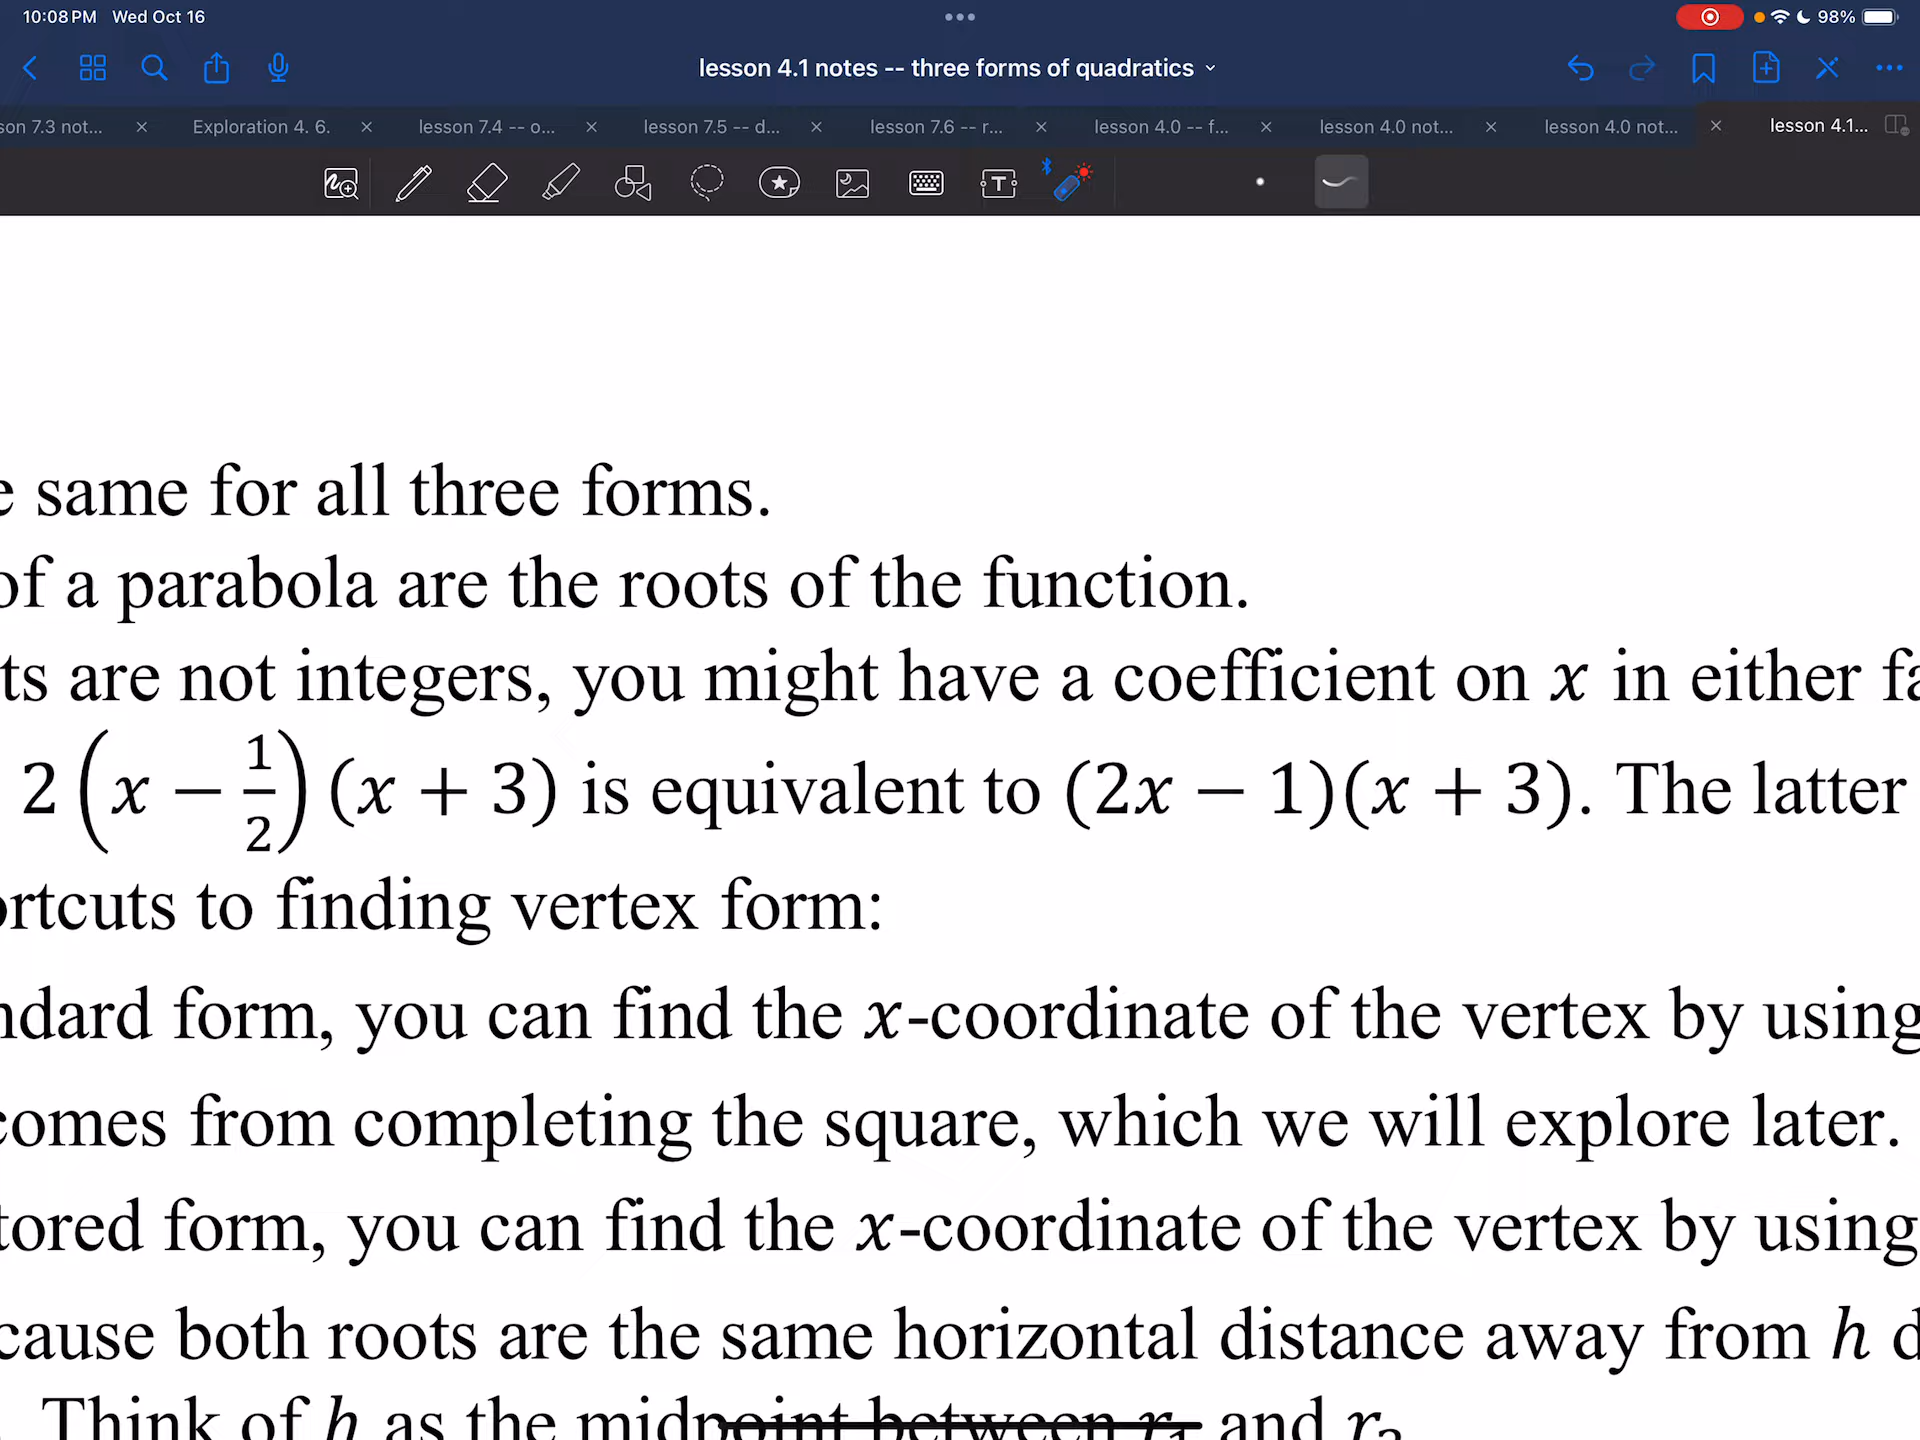 10:08 PM Wed Oct 16
98%
lesson 4.1 notes -- three forms of quadratics
son 7.3 not...
Exploration 4. 6.
lesson 7.4 -- o...
lesson 7.5 -- d...
lesson 7.6 -- r...
lesson 4.0 -- f...
lesson 4.0 not...
lesson 4.0 not...
lesson 4.1...
e same for all three forms.
of a parabola are the roots of the function.
ts are not integers, you might have a coefficient on x in either fa
2(x − 1/2)(x + 3) is equivalent to (2x − 1)(x + 3). The latter
ortcuts to finding vertex form:
ndard form, you can find the x-coordinate of the vertex by using
comes from completing the square, which we will explore later.
tored form, you can find the x-coordinate of the vertex by using
cause both roots are the same horizontal distance away from h d
Think of h as the midpoint between r₁ and r₂